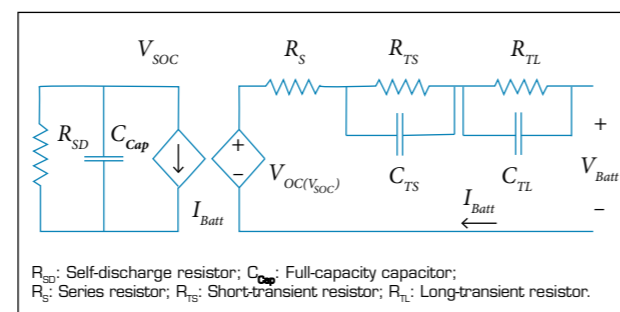 V_SOC
R_S
R_TS
R_TL
R_SD
C_Cap
+
−
V_OC(V_SOC)
I_Batt
C_TS
C_TL
+
V_Batt
−
I_Batt
R_SD: Self-discharge resistor; C_Cap: Full-capacity capacitor;
R_S: Series resistor; R_TS: Short-transient resistor; R_TL: Long-transient resistor.